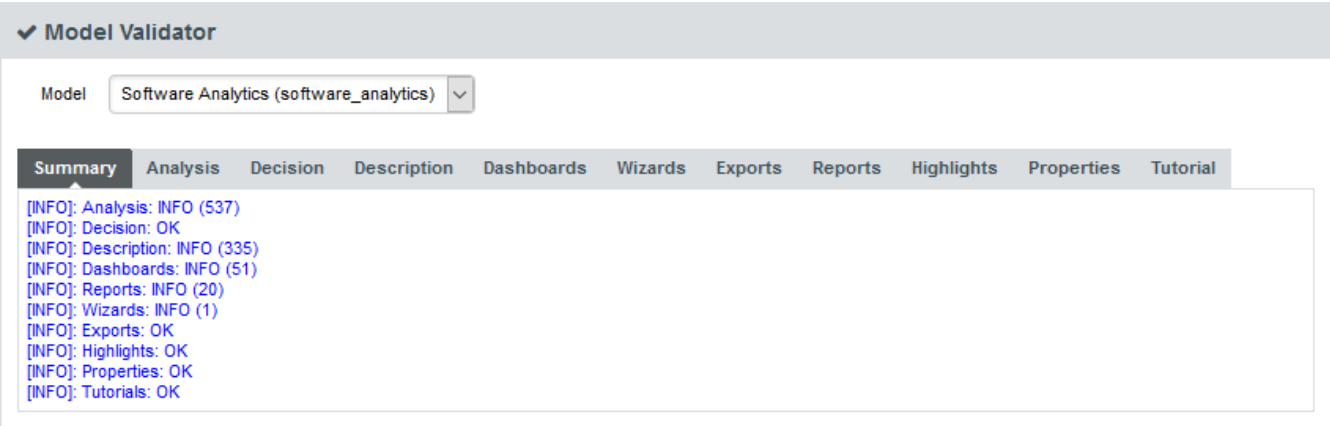 Model Validator
Model Software Analytics (software_analytics)
Summary Analysis Decision Description Dashboards Wizards Exports Reports Highlights Properties Tutorial
[INFO]: Analysis: INFO (537)
[INFO]: Decision: OK
[INFO]: Description: INFO (335)
[INFO]: Dashboards: INFO (51)
[INFO]: Reports: INFO (20)
[INFO]: Wizards: INFO (1)
[INFO]: Exports: OK
[INFO]: Highlights: OK
[INFO]: Properties: OK
[INFO]: Tutorials: OK